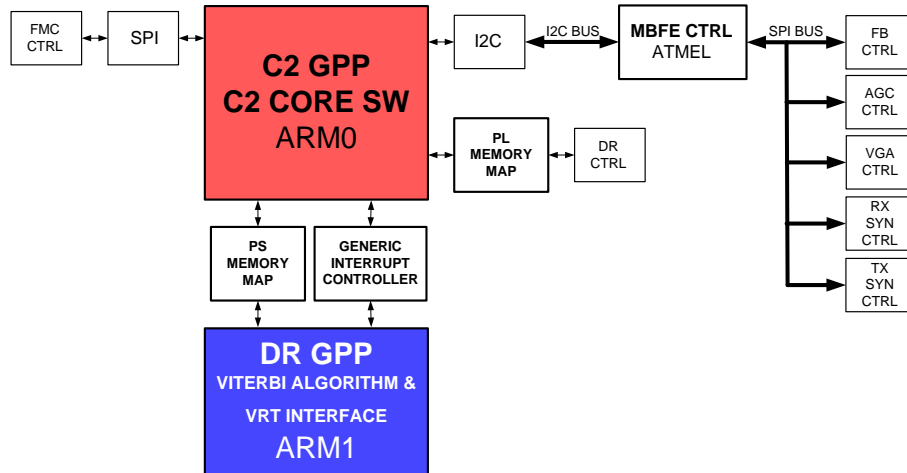 FMC
CTRL
SPI
C2 GPP
C2 CORE SW
ARM0
I2C
I2C BUS
MBFE CTRL
ATMEL
SPI BUS
FB
CTRL
AGC
CTRL
VGA
CTRL
RX
SYN
CTRL
TX
SYN
CTRL
PL
MEMORY
MAP
DR
CTRL
PS
MEMORY
MAP
GENERIC
INTERRUPT
CONTROLLER
DR GPP
VITERBI ALGORITHM &
VRT INTERFACE
ARM1